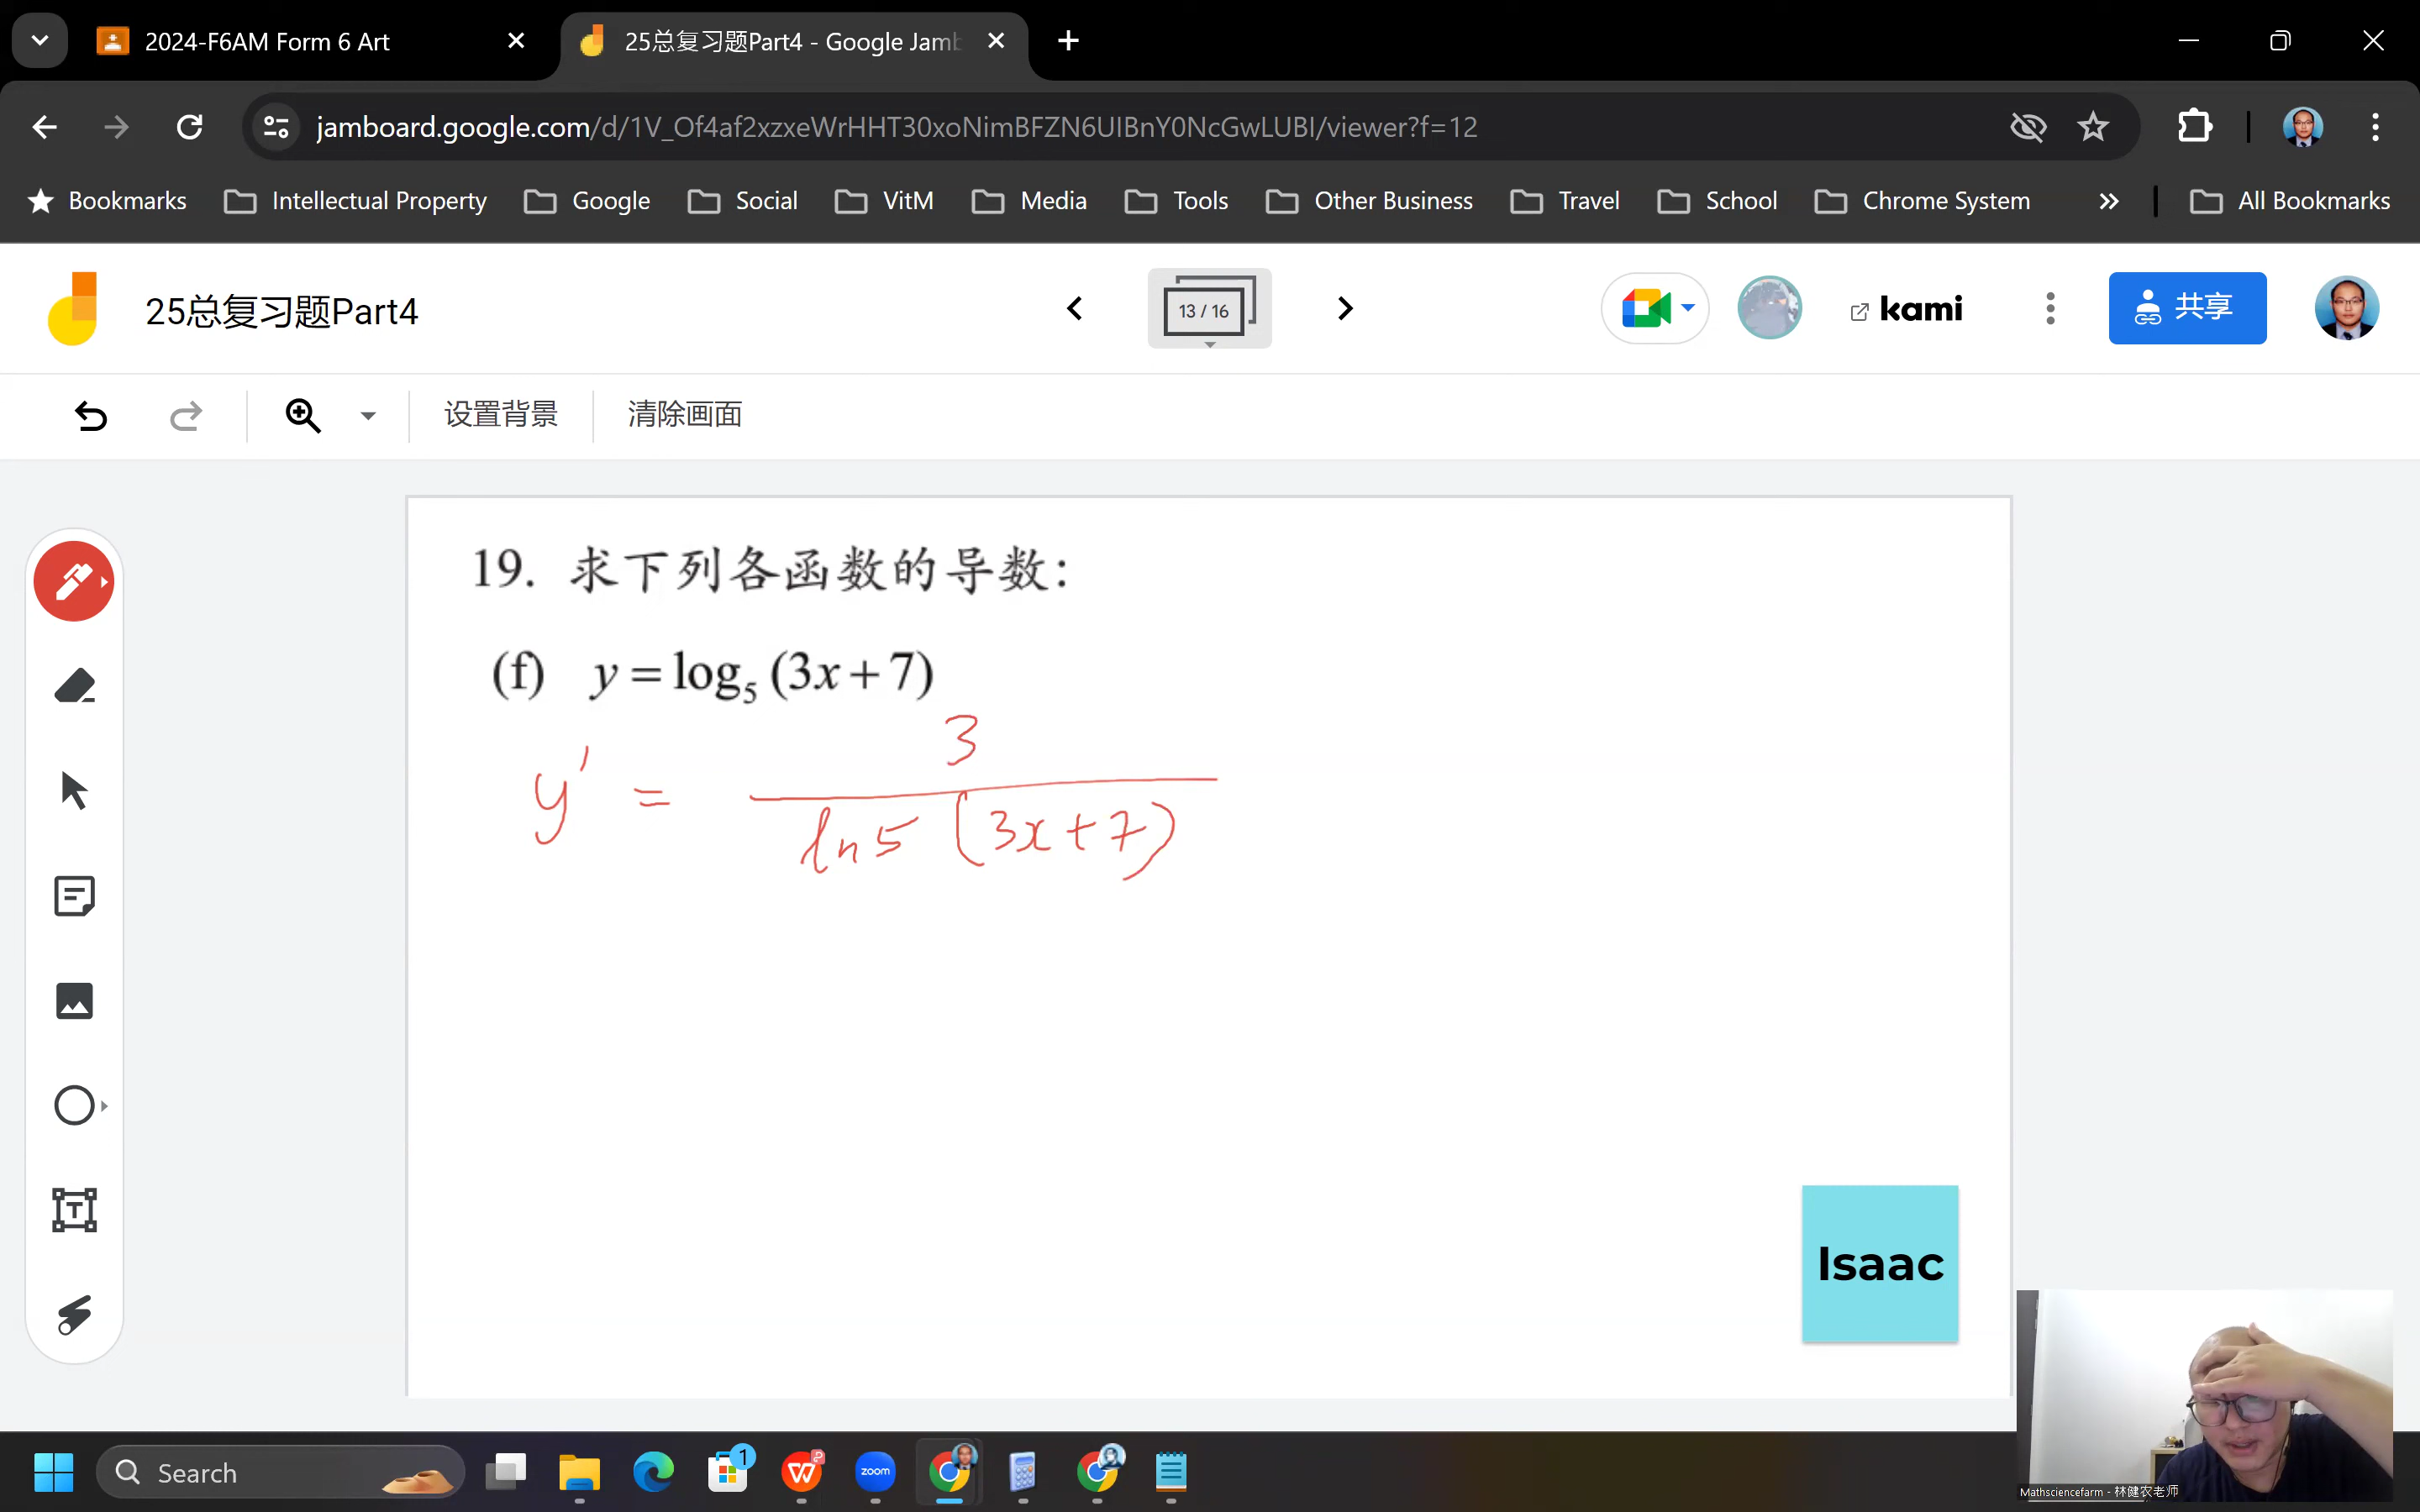 2024-F6AM Form 6 Art
25总复习题Part4 - Google Jamb
jamboard.google.com/d/1V_Of4af2xzxeWrHHT30xoNimBFZN6UIBnY0NcGwLUBI/viewer?f=12
Bookmarks Intellectual Property Google Social VitM Media Tools Other Business Travel School Chrome System » All Bookmarks
25总复习题Part4
13 / 16
kami
共享
设置背景 清除画面
19. 求下列各函数的导数:
(f) y = log₅ (3x+7)
3
y' =
ln5 (3x+7)
Isaac
Mathsciencefarm - 林健农老师
Search
1
zoom